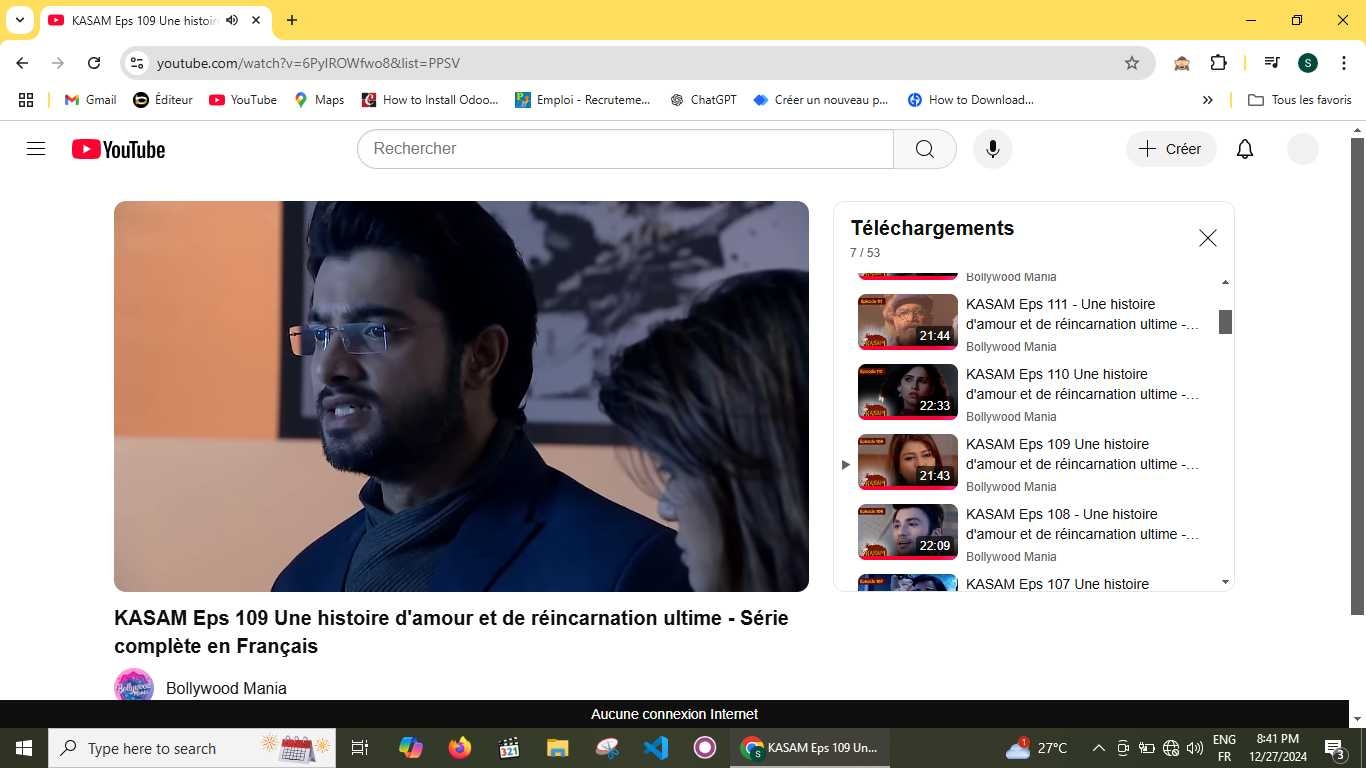 KASAM Eps 109 Une histoir
youtube.com/watch?v=6PylROWfwo8&list=PPSV
S
Gmail
Éditeur
YouTube
Maps
How to Install Odoo...
Emploi - Recruteme...
ChatGPT
Créer un nouveau p...
How to Download...
Tous les favoris
YouTube
Rechercher
Créer
Téléchargements
7 / 53
Bollywood Mania
KASAM Eps 111 - Une histoire
d'amour et de réincarnation ultime -...
21:44
Bollywood Mania
KASAM Eps 110 Une histoire
d'amour et de réincarnation ultime -...
22:33
Bollywood Mania
KASAM Eps 109 Une histoire
d'amour et de réincarnation ultime -...
21:43
Bollywood Mania
KASAM Eps 108 - Une histoire
d'amour et de réincarnation ultime -...
22:09
Bollywood Mania
KASAM Eps 107 Une histoire
KASAM Eps 109 Une histoire d'amour et de réincarnation ultime - Série
complète en Français
Bollywood Mania
Aucune connexion Internet
Type here to search
KASAM Eps 109 Un...
27°C
ENG
FR
8:41 PM
12/27/2024
3